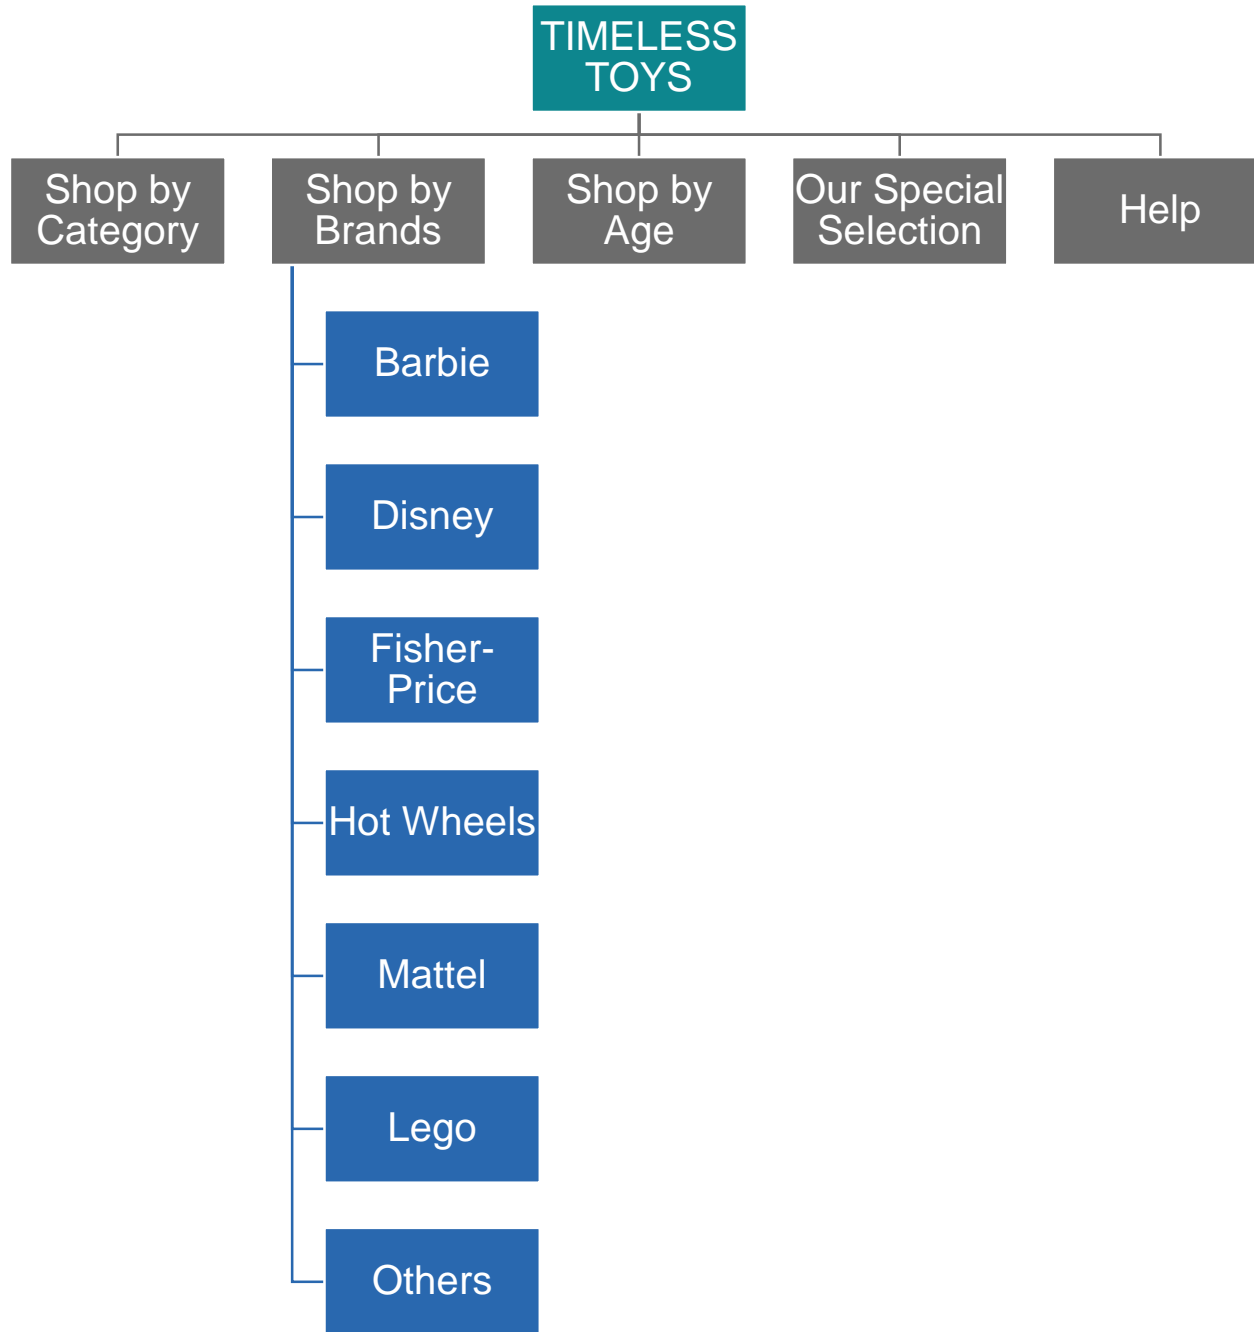 TIMELESS
TOYS
Shop by
Category
Shop by
Brands
Shop by
Age
Our Special
Selection
Help
Barbie
Disney
Fisher-
Price
Hot Wheels
Mattel
Lego
Others